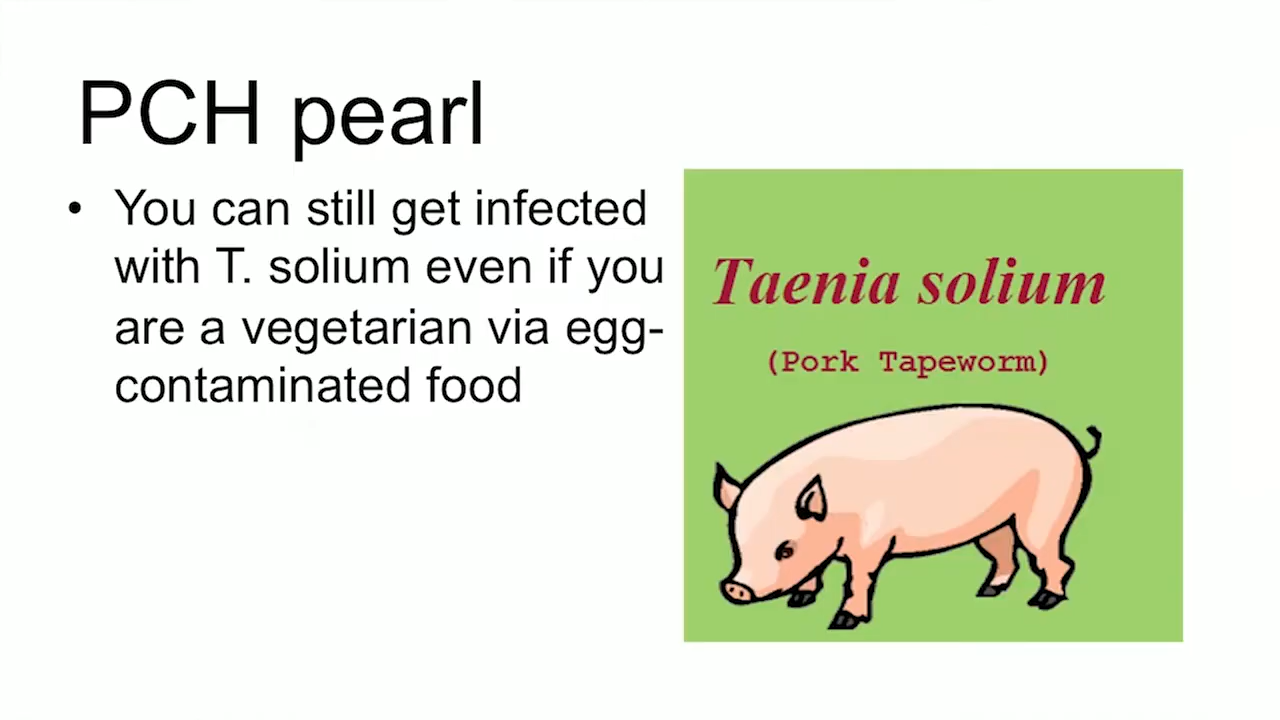 PCH pearl
• You can still get infected
with T. solium even if you
are a vegetarian via egg-
contaminated food
Taenia solium
(Pork Tapeworm)